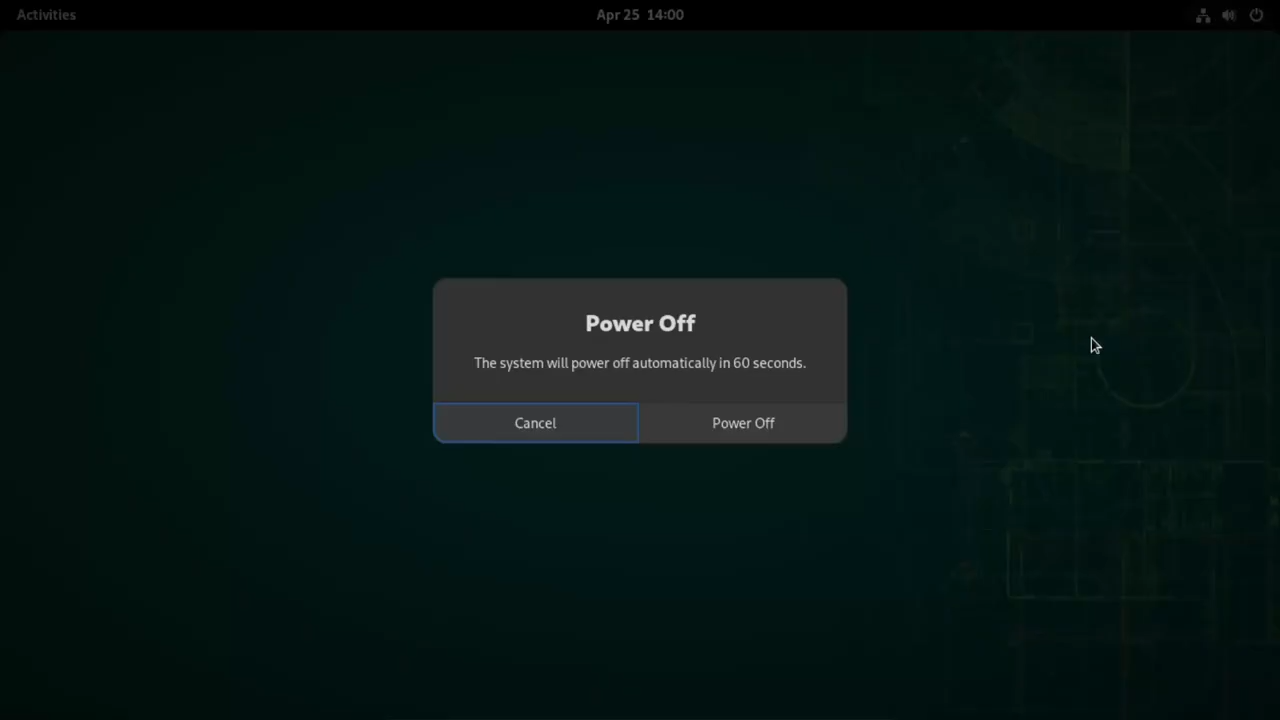 Activities
Apr 25 14:00
Power Off
The system will power off automatically in 60 seconds.
Cancel
Power Off